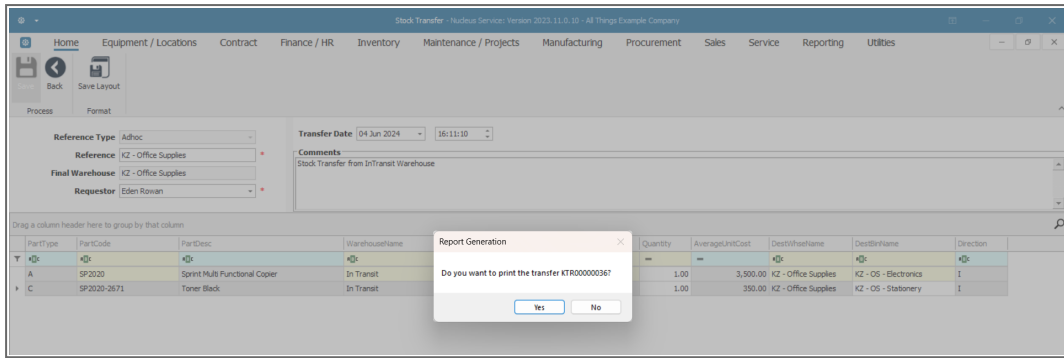 Stock Transfer - Nucleus Service: Version 2023.11.0.10 - All Things Example Company
Home Equipment / Locations Contract Finance / HR Inventory Maintenance / Projects Manufacturing Procurement Sales Service Reporting Utilities
Save Back Save Layout
Process Format
Reference Type Adhoc
Transfer Date 04 Jun 2024 16:11:10
Reference KZ - Office Supplies *
Comments
Stock Transfer from InTransit Warehouse
Final Warehouse KZ - Office Supplies
Requestor Eden Rowan *
Drag a column header here to group by that column
PartType PartCode PartDesc WarehouseName Quantity AverageUnitCost DestWhseName DestBinName Direction
A SP2020 Sprint Multi Functional Copier In Transit 1.00 3,500.00 KZ - Office Supplies KZ - OS - Electronics I
C SP2020-2671 Toner Black In Transit 1.00 350.00 KZ - Office Supplies KZ - OS - Stationery I
Report Generation
Do you want to print the transfer KTR00000036?
Yes No